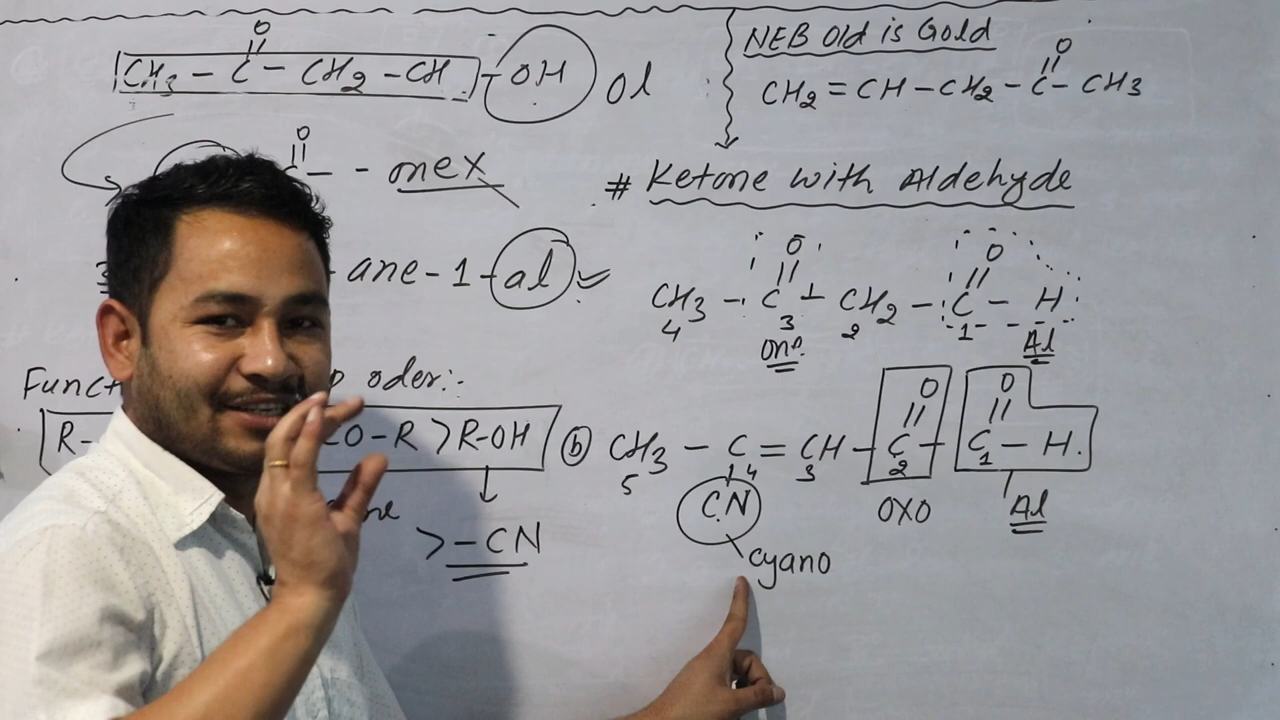 O
||
CH3 - C - CH2 - CH - OH Ol
O
||
C- - onex
- ane-1-al
oder:-
R- CO-R > R-OH
> -CN
NEB Old is Gold
O
||
CH2 = CH - CH2 - C - CH3
# Ketone with Aldehyde
O O
|| ||
CH3 - C - CH2 - C - H
4 3 2 1
one Al
O O
|| ||
(b) CH3 - C = CH - C - C - H.
5 4 3 2 1
CN OXO Al
cyano